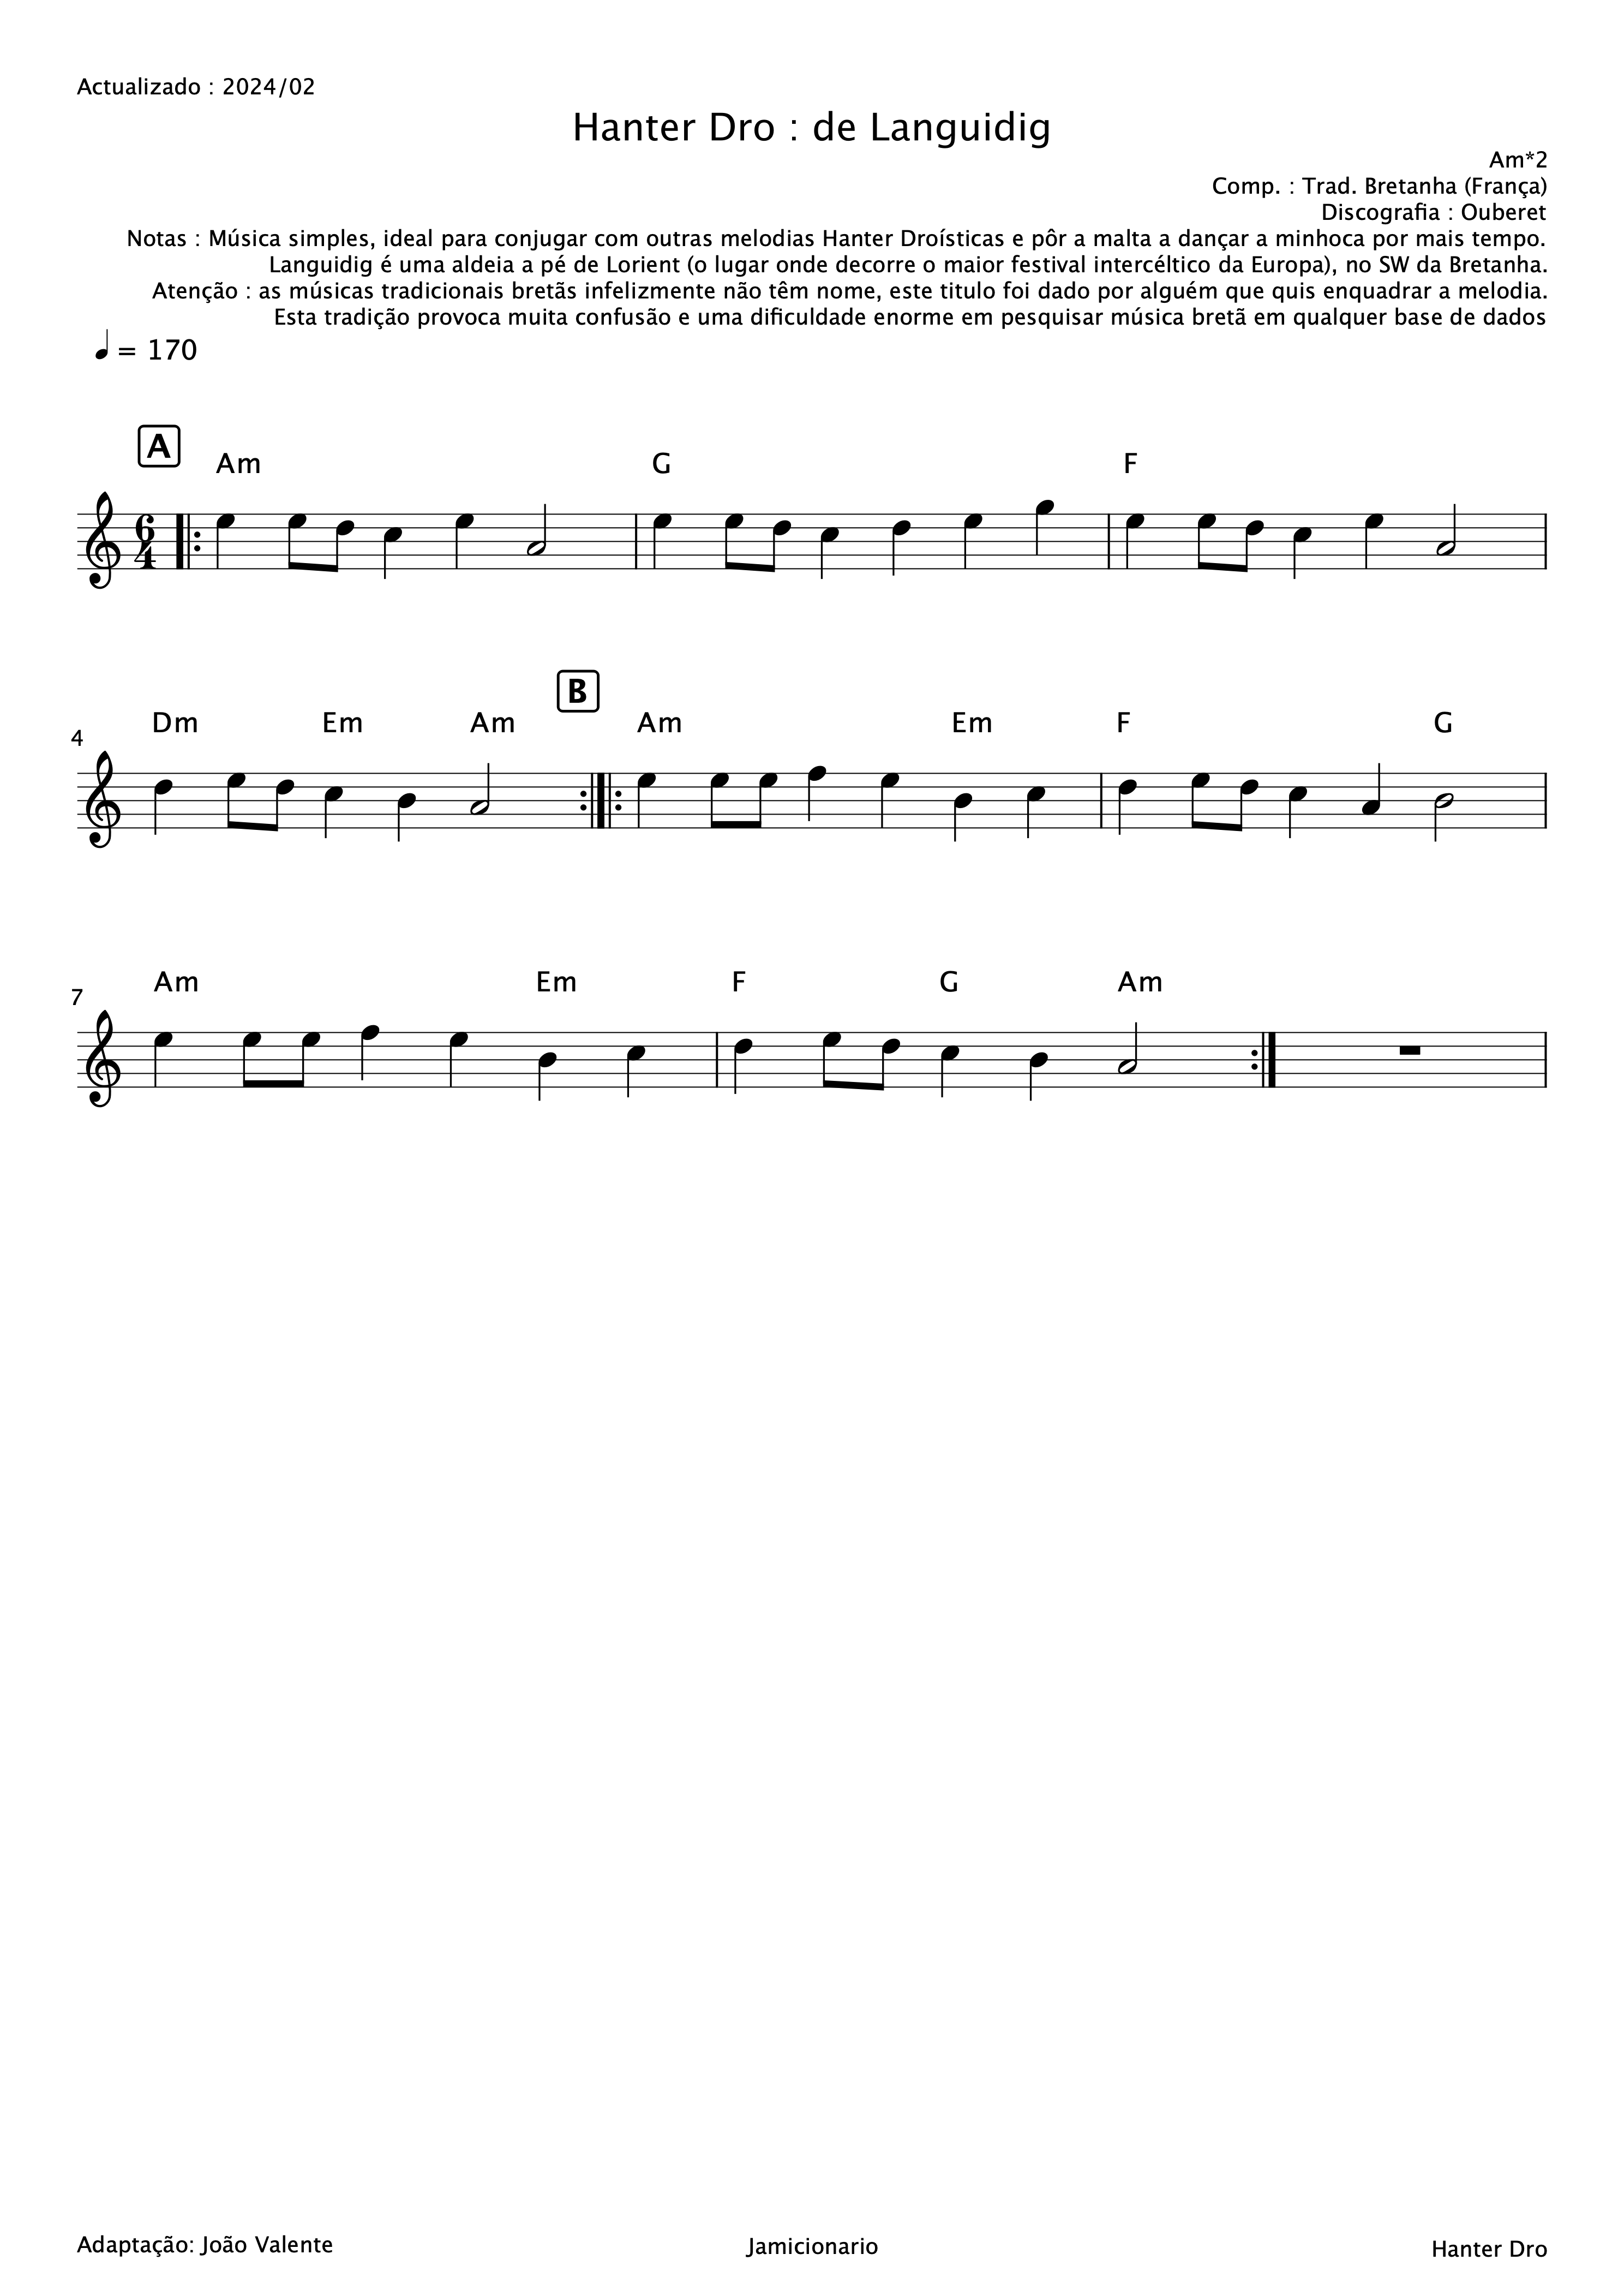 Actualizado : 2024/02
Hanter Dro : de Languidig
Am*2
Comp. : Trad. Bretanha (França)
Discografia : Ouberet
Notas : Música simples, ideal para conjugar com outras melodias Hanter Droísticas e pôr a malta a dançar a minhoca por mais tempo.
Languidig é uma aldeia a pé de Lorient (o lugar onde decorre o maior festival intercéltico da Europa), no SW da Bretanha.
Atenção : as músicas tradicionais bretãs infelizmente não têm nome, este titulo foi dado por alguém que quis enquadrar a melodia.
Esta tradição provoca muita confusão e uma dificuldade enorme em pesquisar música bretã em qualquer base de dados
= 170
A
Am G F
6
4
B
4 Dm Em Am Am Em F G
7 Am Em F G Am
Adaptação: João Valente
Jamicionario
Hanter Dro